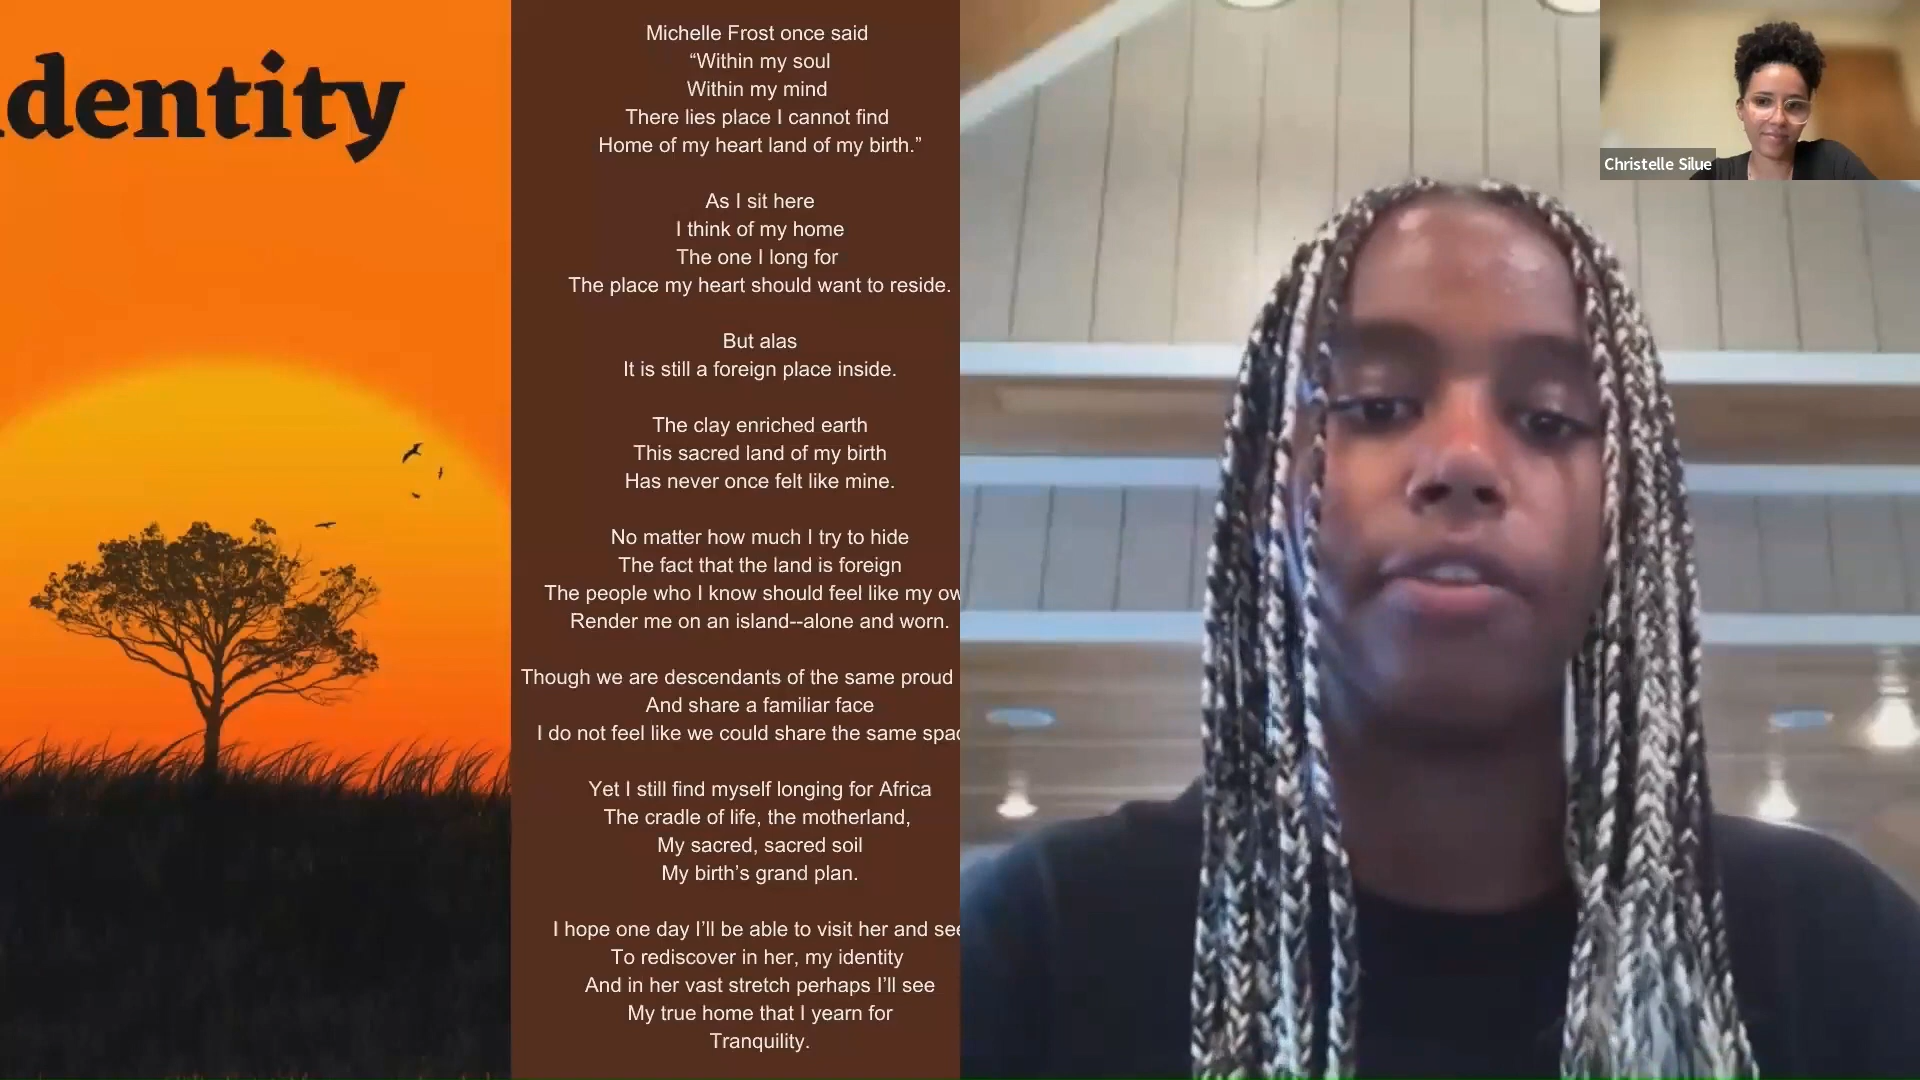 dentity
Michelle Frost once said
“Within my soul
Within my mind
There lies place I cannot find
Home of my heart land of my birth.”
As I sit here
I think of my home
The one I long for
The place my heart should want to reside.
But alas
It is still a foreign place inside.
The clay enriched earth
This sacred land of my birth
Has never once felt like mine.
No matter how much I try to hide
The fact that the land is foreign
The people who I know should feel like my ow
Render me on an island--alone and worn.
Though we are descendants of the same proud
And share a familiar face
I do not feel like we could share the same spac
Yet I still find myself longing for Africa
The cradle of life, the motherland,
My sacred, sacred soil
My birth’s grand plan.
I hope one day I’ll be able to visit her and see
To rediscover in her, my identity
And in her vast stretch perhaps I’ll see
My true home that I yearn for
Tranquility.
Christelle Silue